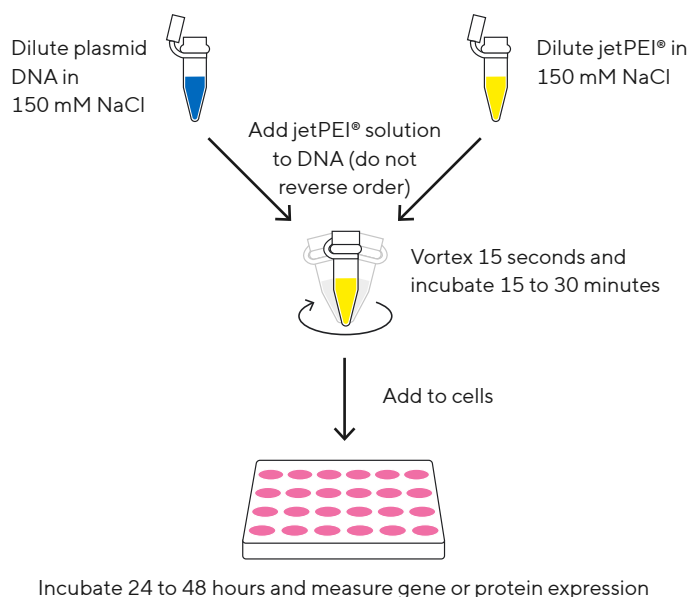 Dilute plasmid
DNA in
150 mM NaCl
Dilute jetPEI® in
150 mM NaCl
Add jetPEI® solution
to DNA (do not
reverse order)
Vortex 15 seconds and
incubate 15 to 30 minutes
Add to cells
Incubate 24 to 48 hours and measure gene or protein expression